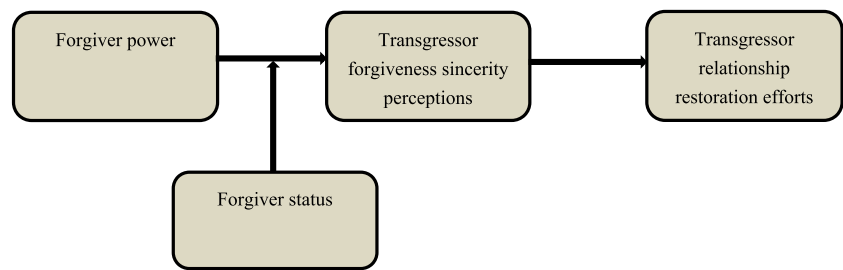 Forgiver power
Transgressor
forgiveness sincerity
perceptions
Transgressor
relationship
restoration efforts
Forgiver status